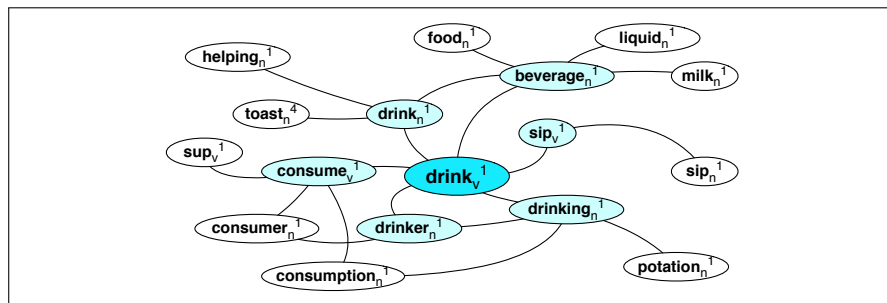 food_n^1
liquid_n^1
helping_n^1
beverage_n^1
milk_n^1
toast_n^4
drink_n^1
sip_v^1
sup_v^1
consume_v^1
drink_v^1
sip_n^1
drinking_n^1
consumer_n^1
drinker_n^1
consumption_n^1
potation_n^1